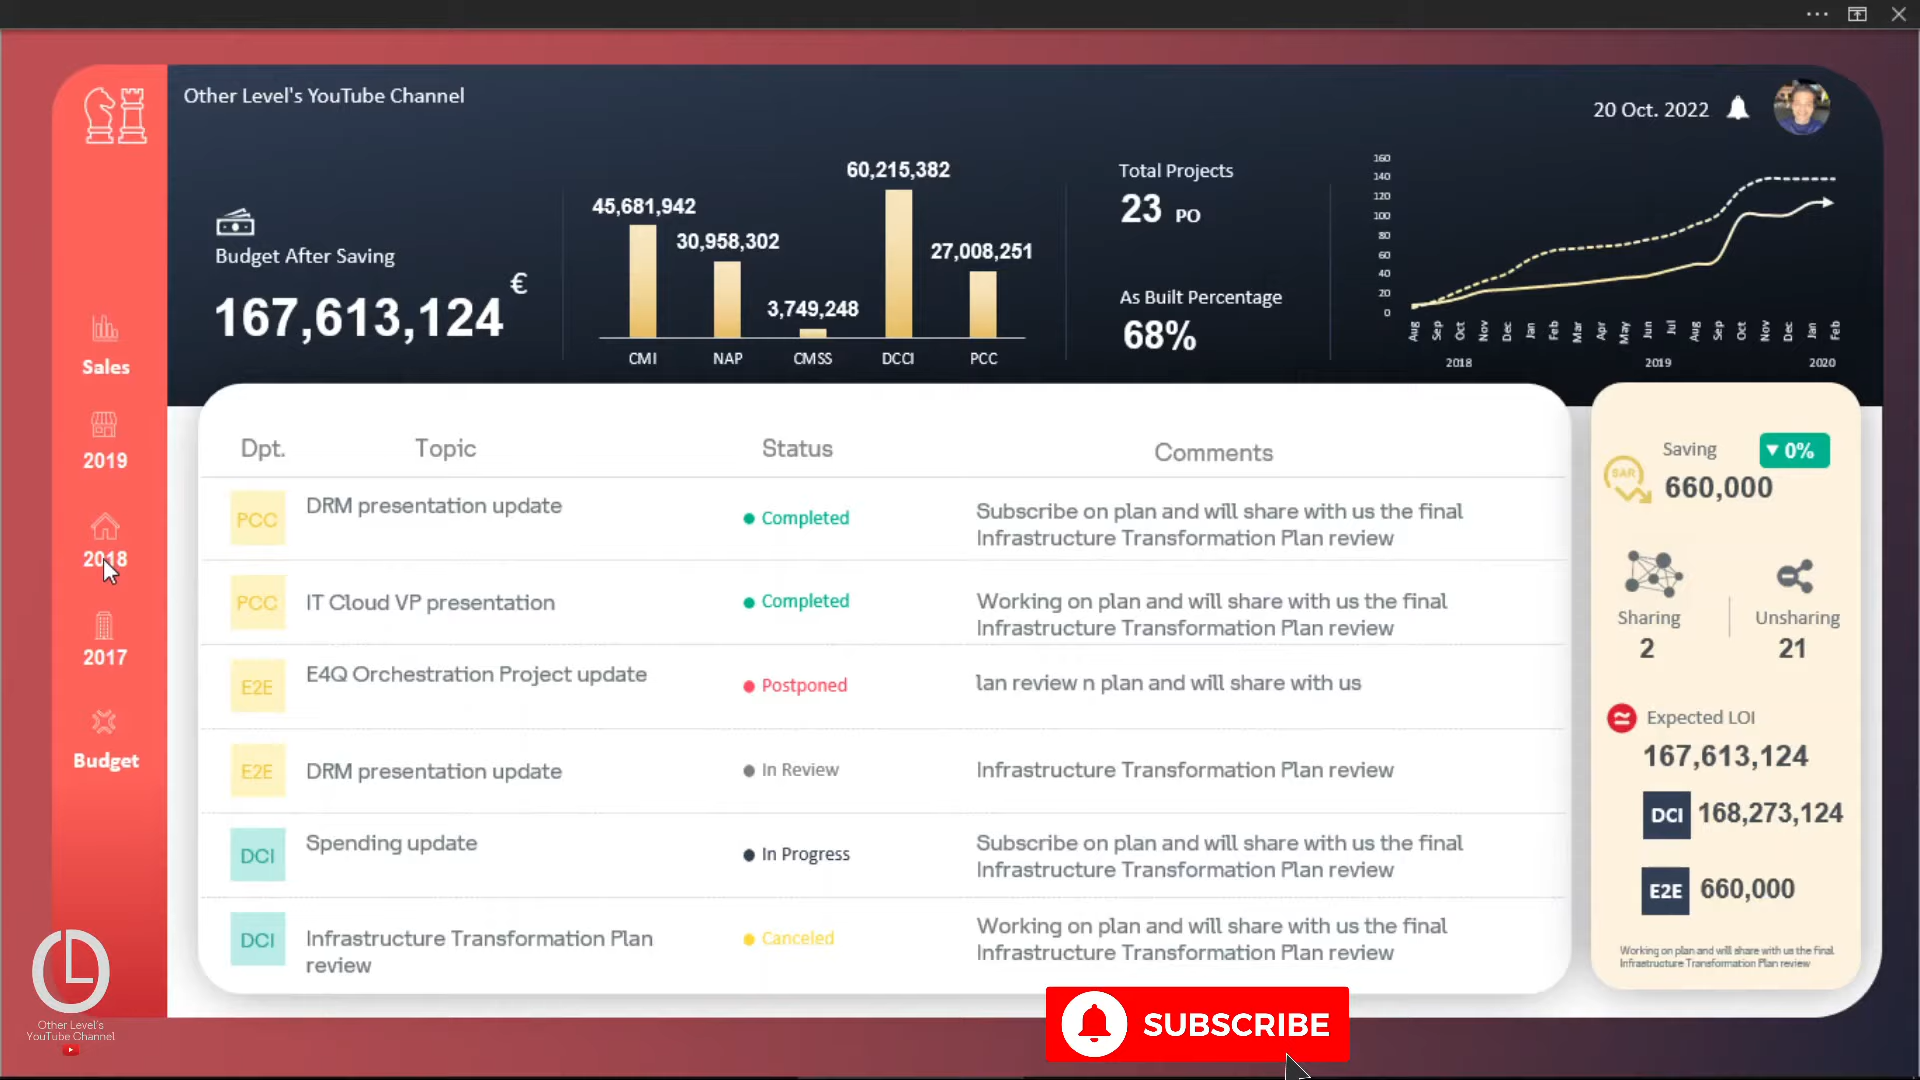 Other Level's YouTube Channel
20 Oct. 2022
Sales
2019
2018
2017
Budget
Budget After Saving
€
167,613,124
45,681,942
30,958,302
3,749,248
60,215,382
27,008,251
CMI NAP CMSS DCCI PCC
Total Projects
23 PO
As Built Percentage
68%
160
140
120
100
80
60
40
20
0
Aug Sep Oct Nov Dec Jan Feb Mar Apr May Jun Jul Aug Sep Oct Nov Dec Jan Feb
2018 2019 2020
Dpt. Topic Status Comments
PCC DRM presentation update Completed
Subscribe on plan and will share with us the final
Infrastructure Transformation Plan review
PCC IT Cloud VP presentation Completed
Working on plan and will share with us the final
Infrastructure Transformation Plan review
E2E E4Q Orchestration Project update Postponed
lan review n plan and will share with us
E2E DRM presentation update In Review
Infrastructure Transformation Plan review
DCI Spending update In Progress
Subscribe on plan and will share with us the final
Infrastructure Transformation Plan review
DCI Infrastructure Transformation Plan
review
Canceled
Working on plan and will share with us the final
Infrastructure Transformation Plan review
Saving
0%
SAR
660,000
Sharing
2
Unsharing
21
Expected LOI
167,613,124
DCI 168,273,124
E2E 660,000
Working on plan and will share with us the final
Infrastructure Transformation Plan review
OL
Other Level's
YouTube Channel
SUBSCRIBE